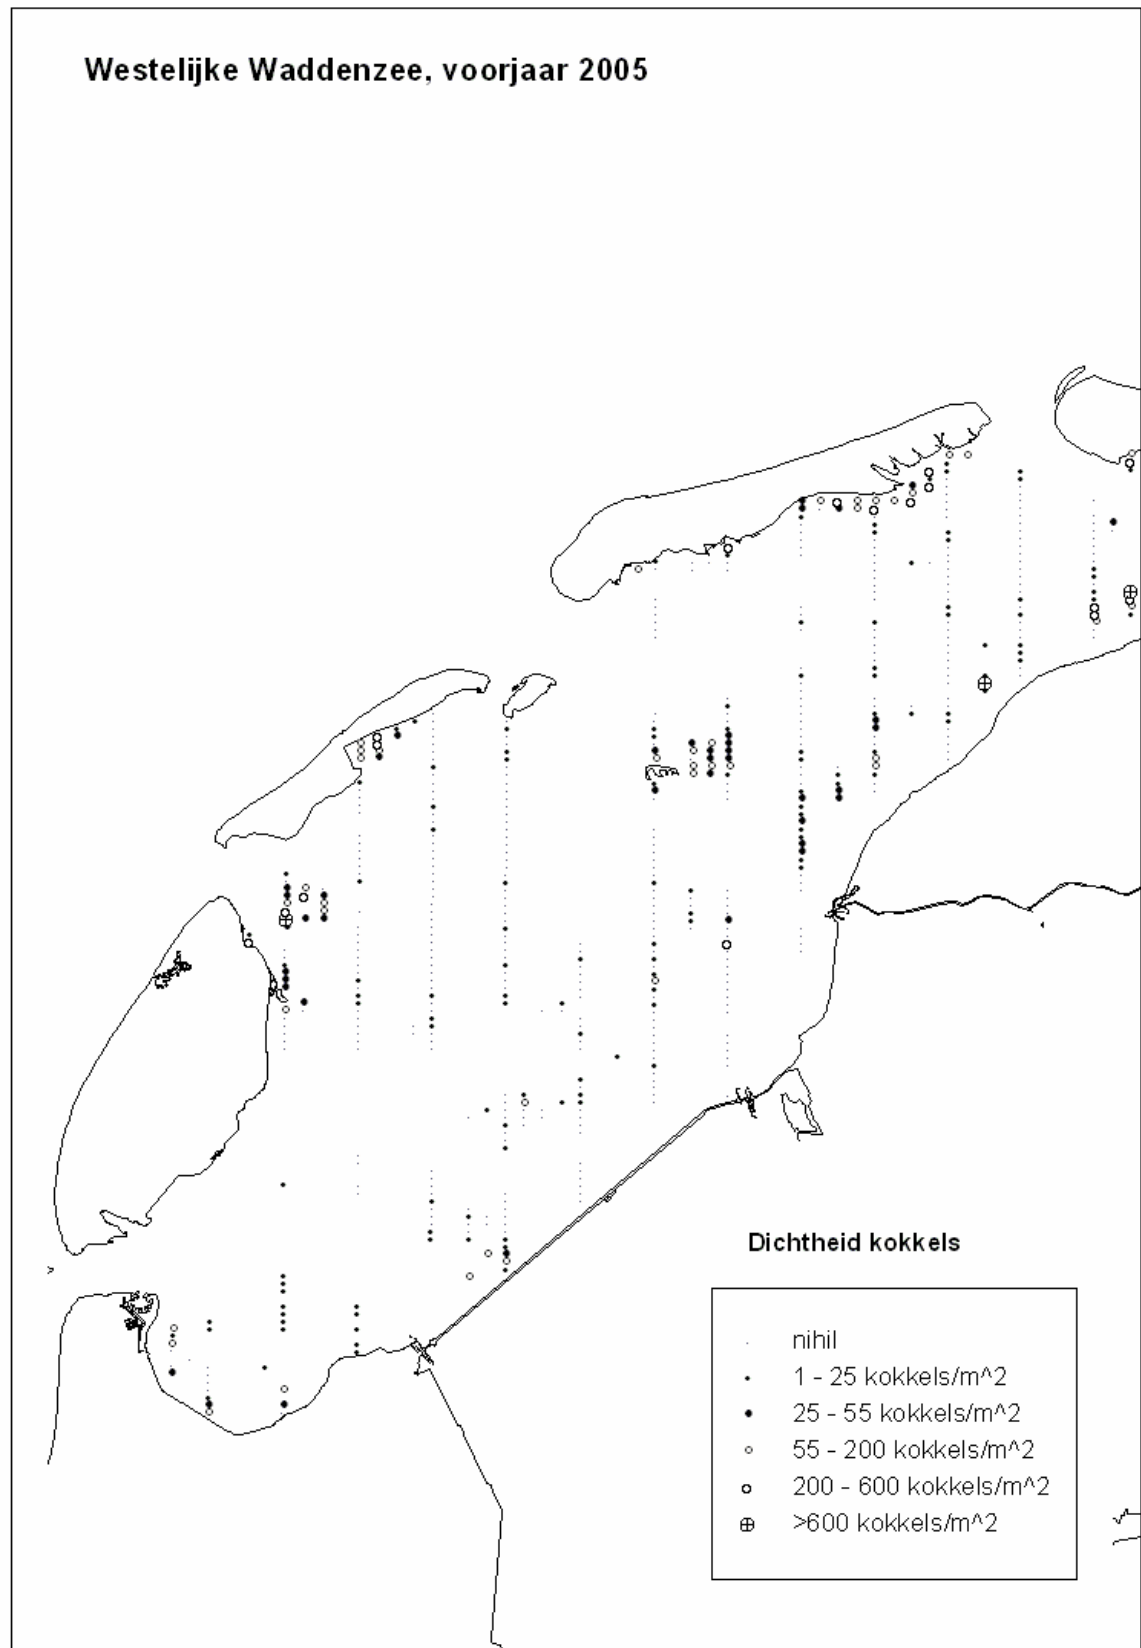 Westelijke Waddenzee, voorjaar 2005
Dichtheid kokkels
nihil
1 - 25 kokkels/m^2
25 - 55 kokkels/m^2
55 - 200 kokkels/m^2
200 - 600 kokkels/m^2
>600 kokkels/m^2